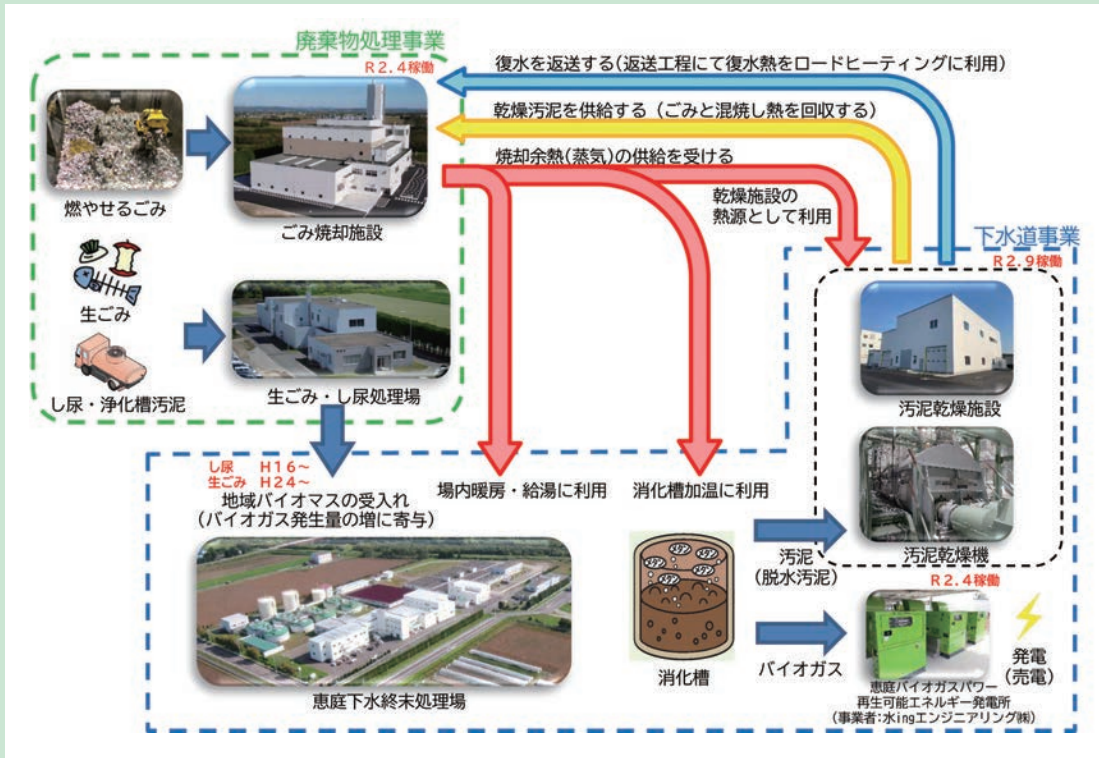 廃棄物処理事業
R2.4稼働
燃やせるごみ
ごみ焼却施設
生ごみ
し尿・浄化槽汚泥
生ごみ・し尿処理場
復水を返送する(返送工程にて復水熱をロードヒーティングに利用)
乾燥汚泥を供給する(ごみと混焼し熱を回収する)
焼却余熱(蒸気)の供給を受ける
乾燥施設の
熱源として利用
下水道事業
R2.9稼働
汚泥乾燥施設
汚泥乾燥機
し尿 H16~
生ごみ H24~
地域バイオマスの受入れ
(バイオガス発生量の増に寄与)
場内暖房・給湯に利用
消化槽加温に利用
恵庭下水終末処理場
消化槽
汚泥
(脱水汚泥)
バイオガス
R2.4稼働
発電
(売電)
恵庭バイオガスパワー
再生可能エネルギー発電所
(事業者:水ingエンジニアリング㈱)